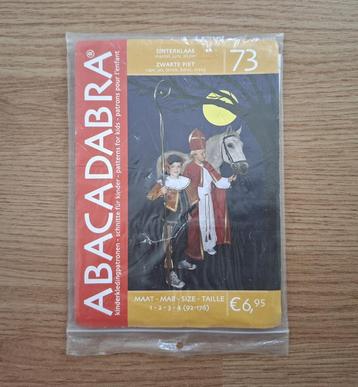 SINTERKLAAS
ZWARTE PIET
73
ABACADABRA®
kinderkledingpatronen - schnitte für kinder - patterns for kids - patrons pour l'enfant
MAAT - MAß - SIZE - TAILLE
1 - 2 - 3 - 4 (92-176)
€6,95